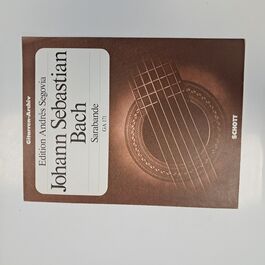 Gitarren-Archiv
Edition Andrés Segovia
Johann Sebastian
Bach
Sarabande
GA 171
SCHOTT